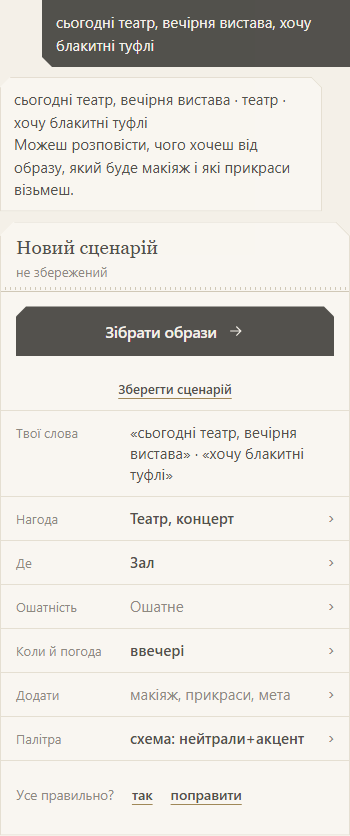 сьогодні театр, вечірня вистава, хочу
блакитні туфлі
сьогодні театр, вечірня вистава · театр ·
хочу блакитні туфлі
Можеш розповісти, чого хочеш від
образу, який буде макіяж і які прикраси
візьмеш.
Новий сценарій
не збережений
Зібрати образи →
Зберегти сценарій
Твої слова
«сьогодні театр, вечірня
вистава» · «хочу блакитні
туфлі»
Нагода Театр, концерт ›
Де Зал ›
Ошатність Ошатне ›
Коли й погода ввечері ›
Додати макіяж, прикраси, мета ›
Палітра схема: нейтрали+акцент ›
Усе правильно? так поправити